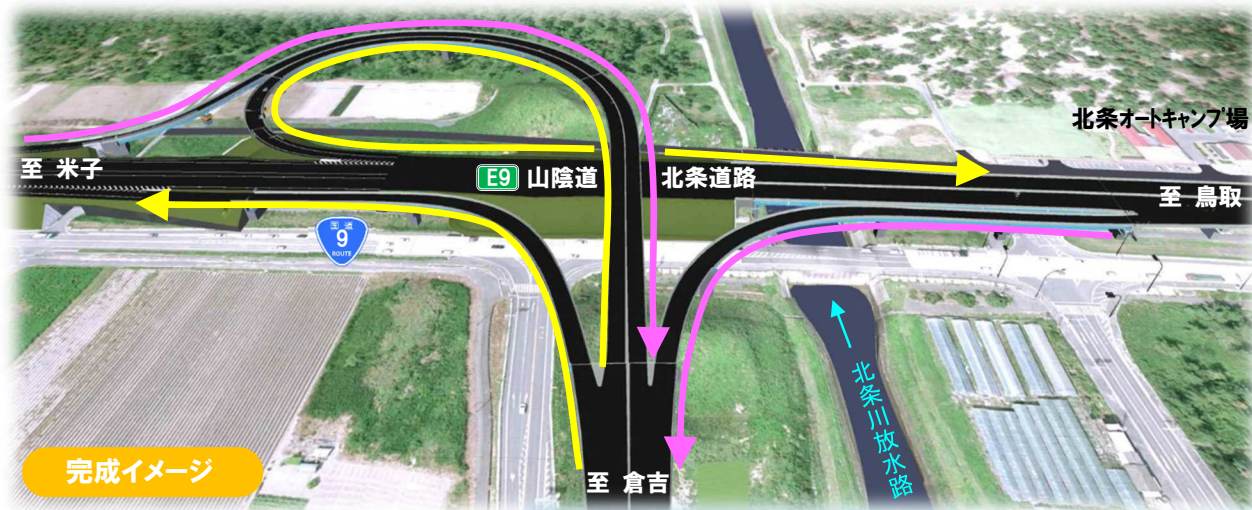 北条オートキャンプ場
至 米子
E9 山陰道
北条道路
至 鳥取
国道
9
ROUTE
北条川放水路
至 倉吉
完成イメージ